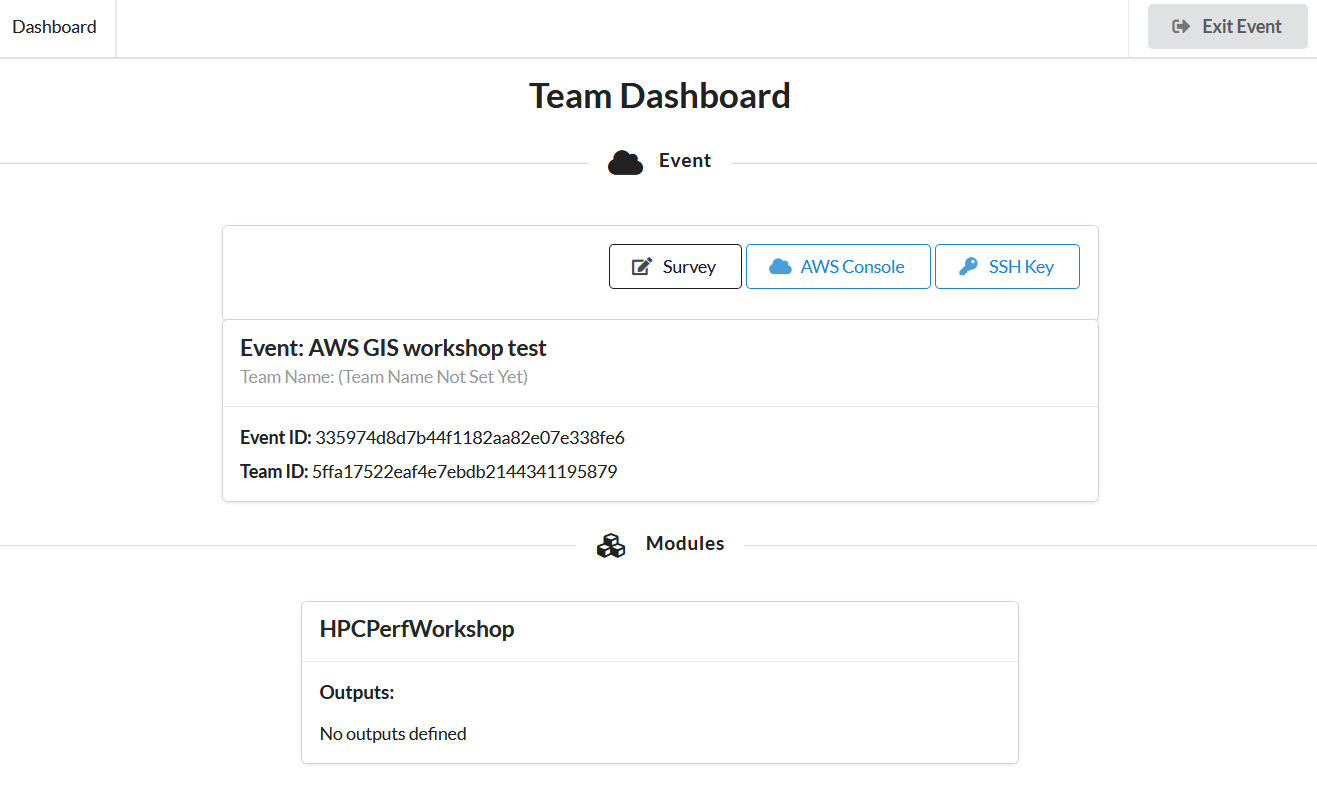 Dashboard
Exit Event
Team Dashboard
Event
Survey
AWS Console
SSH Key
Event: AWS GIS workshop test
Team Name: (Team Name Not Set Yet)
Event ID: 335974d8d7b44f1182aa82e07e338fe6
Team ID: 5ffa17522eaf4e7ebdb2144341195879
Modules
HPCPerfWorkshop
Outputs:
No outputs defined